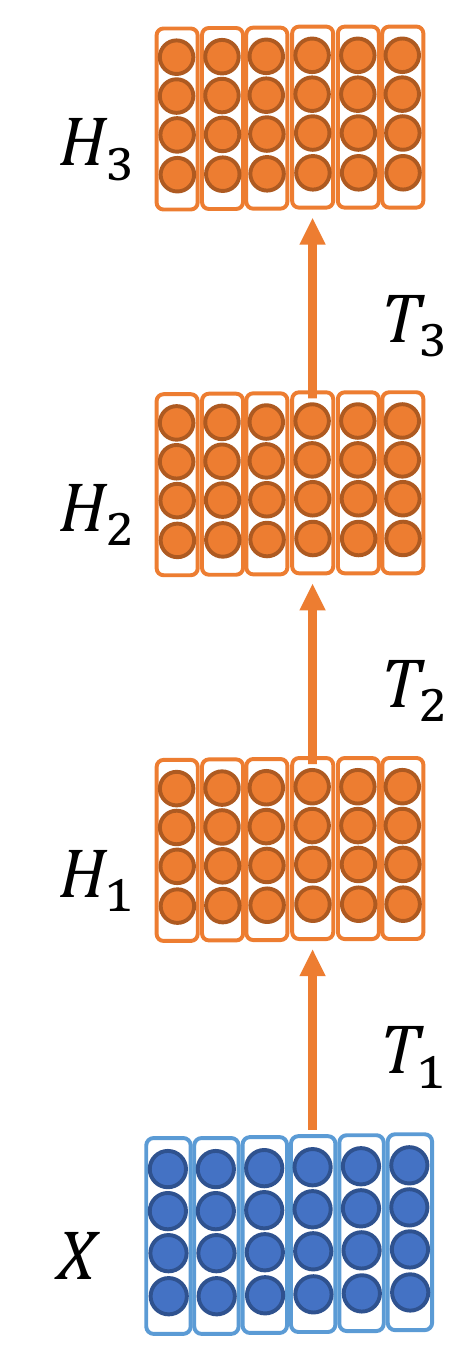 H₃
T₃
H₂
T₂
H₁
T₁
X